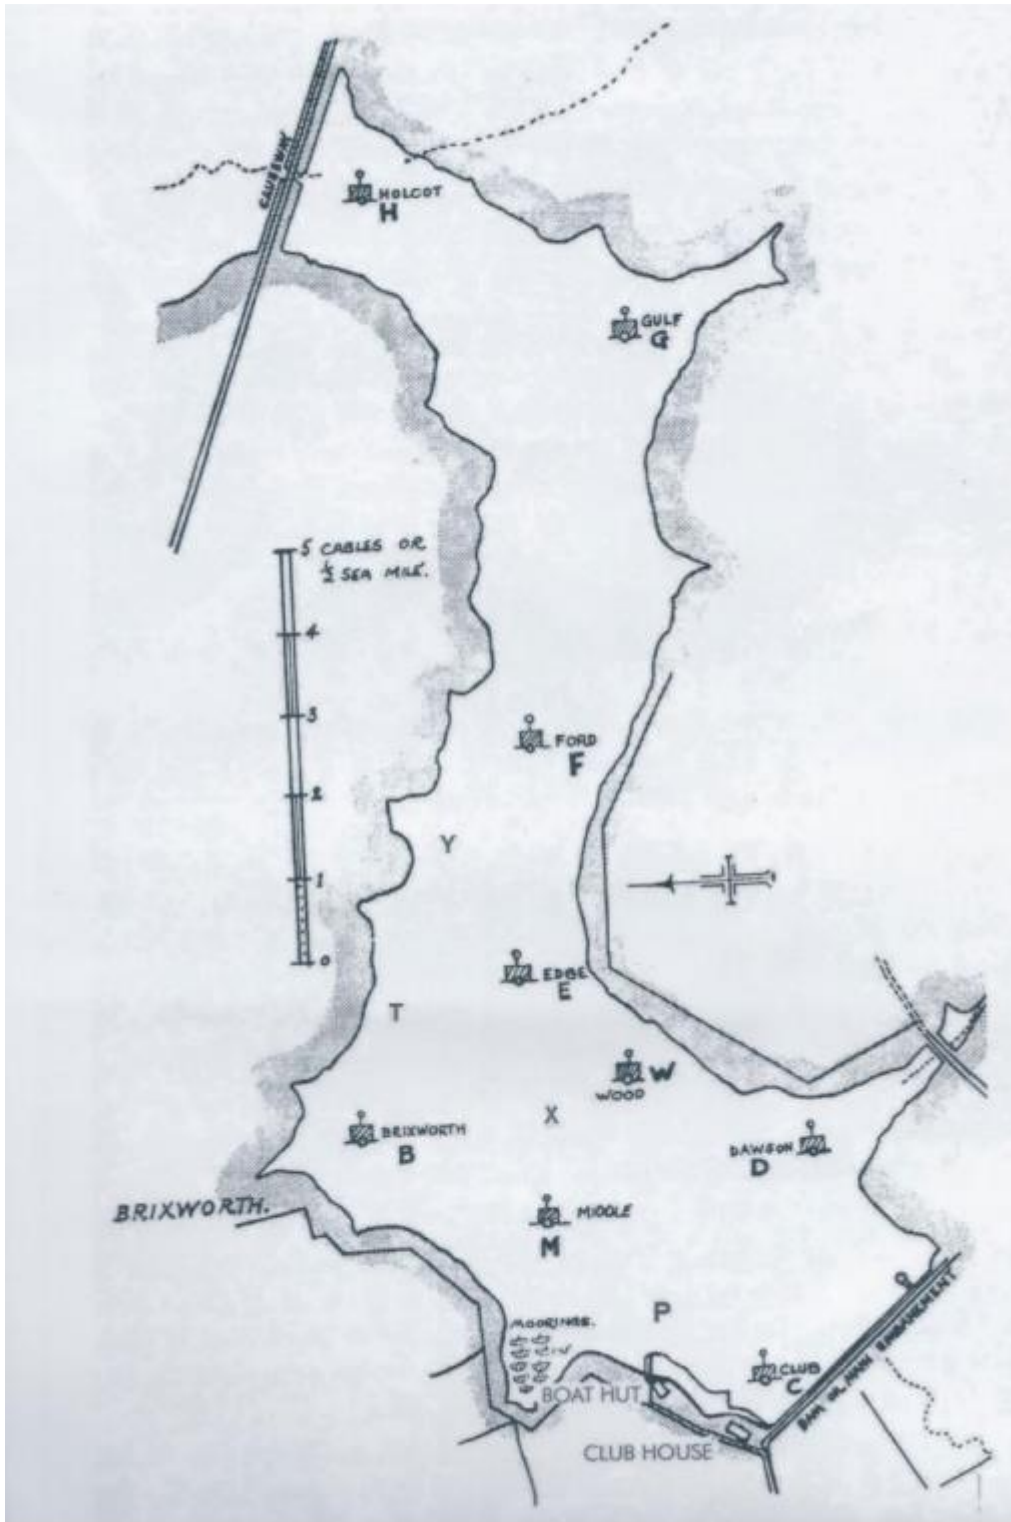 CAUSEWAY
HOLCOT
H
GULF
G
5 CABLES OR
½ SEA MILE.
4
3
2
1
0
FORD
F
Y
EDGE
E
T
W
WOOD
X
BRIXWORTH
B
DAWSON
D
BRIXWORTH.
MIDDLE
M
P
MOORINGS.
CLUB
C
BOAT HUT
CLUB HOUSE
DAM OR MAIN EMBANKMENT